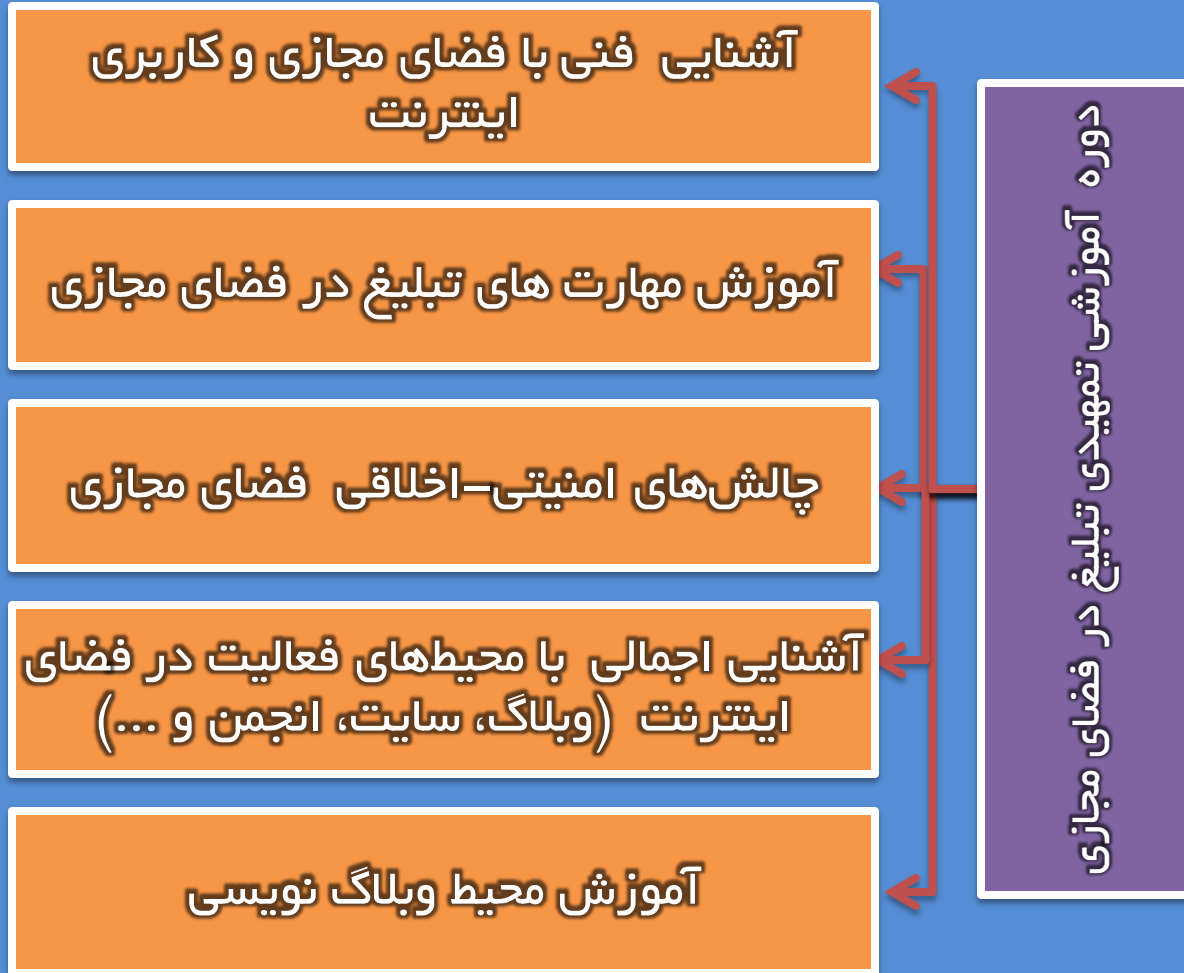 دوره آموزشی تمهیدی تبلیغ در فضای مجازی
آشنایی فنی با فضای مجازی و کاربری
اینترنت
آموزش مهارت های تبلیغ در فضای مجازی
چالش‌های امنیتی–اخلاقی فضای مجازی
آشنایی اجمالی با محیط‌های فعالیت در فضای
اینترنت (وبلاگ، سایت، انجمن و ...)
آموزش محیط وبلاگ نویسی